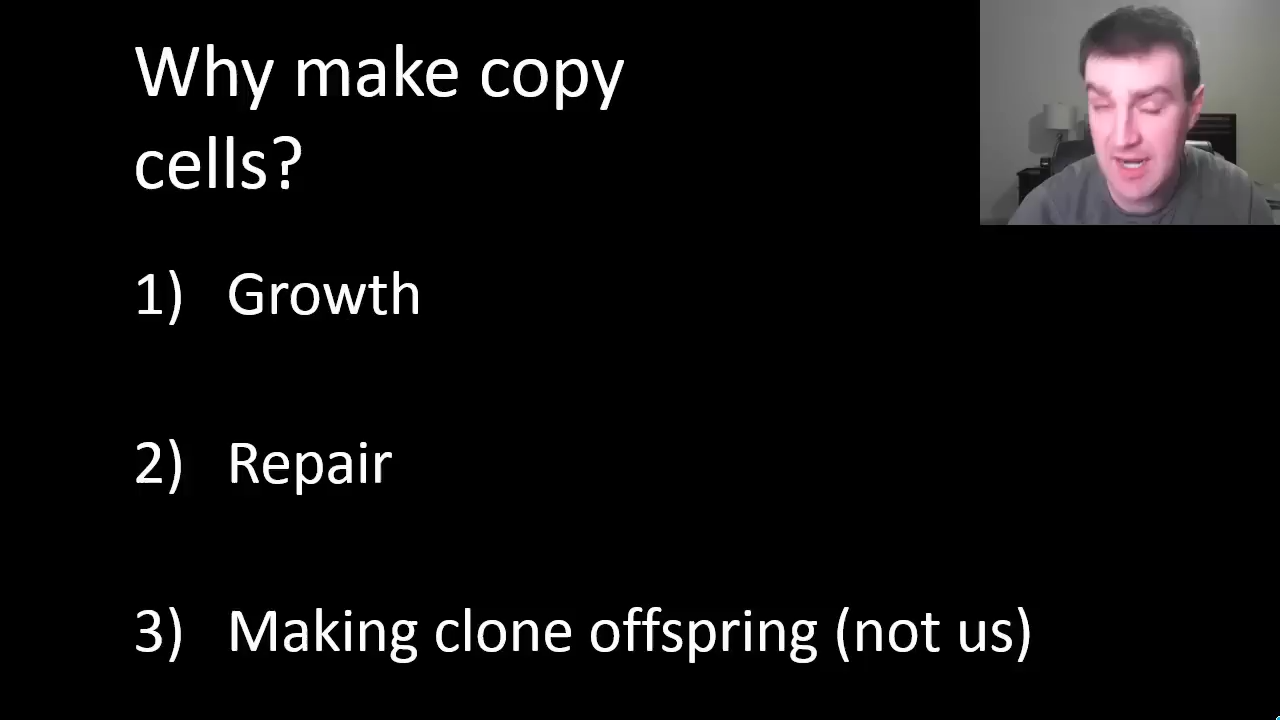 Why make copy
cells?
1) Growth
2) Repair
3) Making clone offspring (not us)